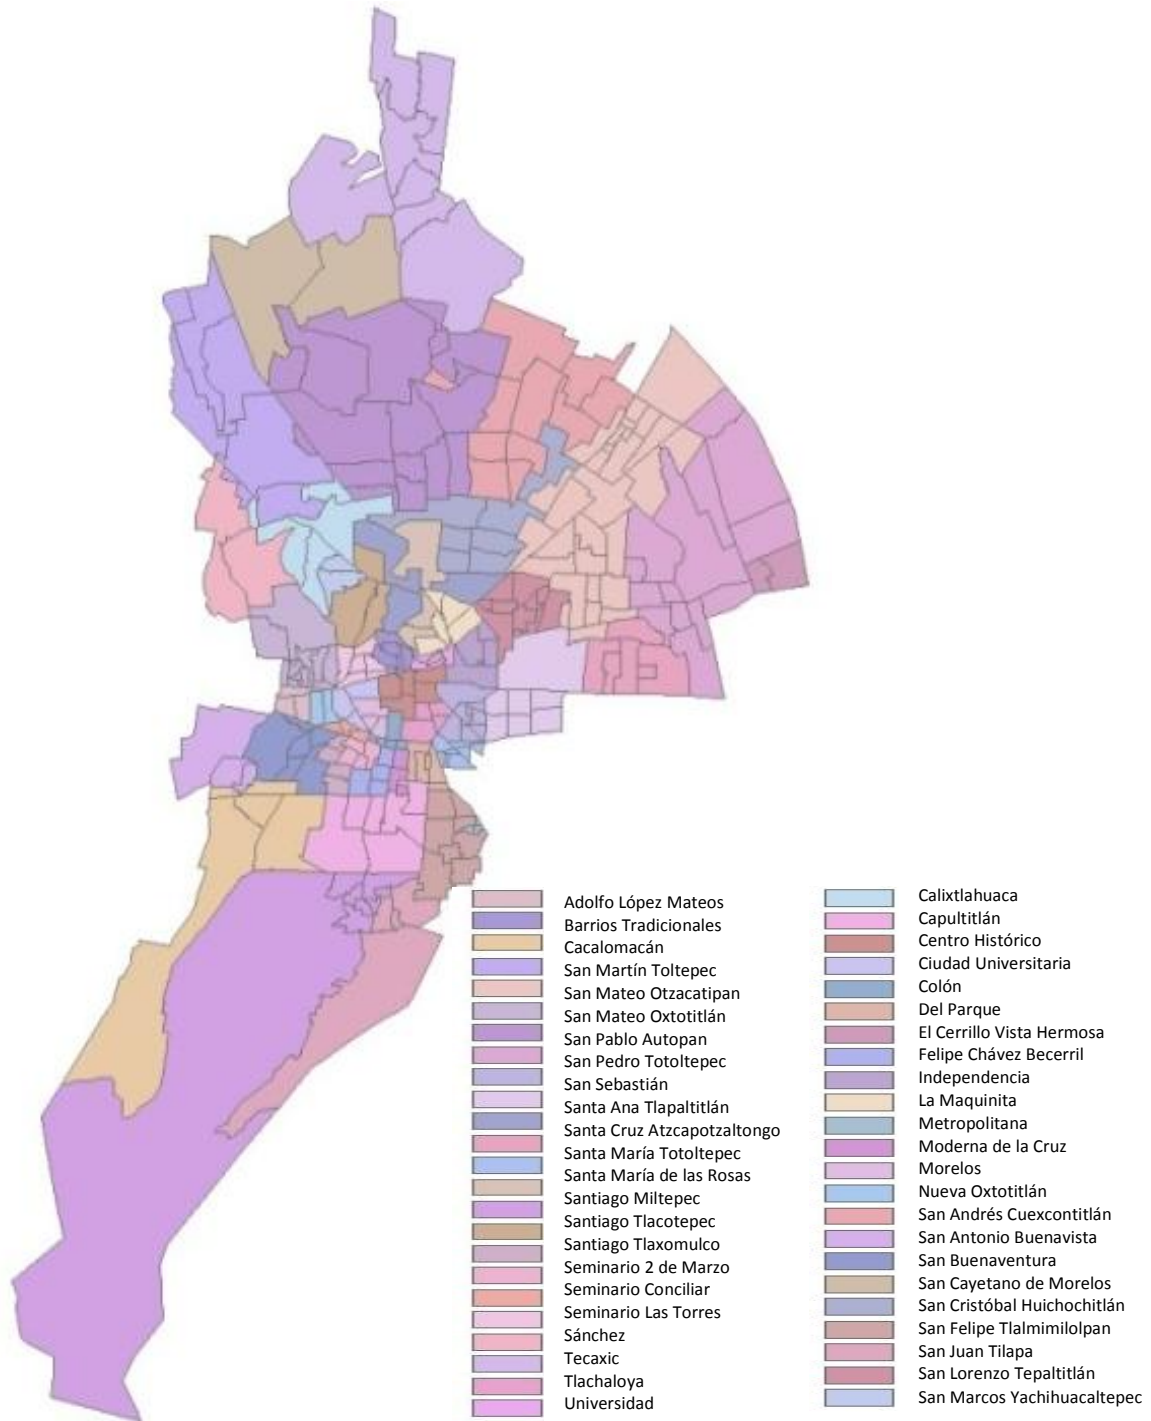 Adolfo López Mateos
Barrios Tradicionales
Cacalomacán
San Martín Toltepec
San Mateo Otzacatipan
San Mateo Oxtotitlán
San Pablo Autopan
San Pedro Totoltepec
San Sebastián
Santa Ana Tlapaltitlán
Santa Cruz Atzcapotzaltongo
Santa María Totoltepec
Santa María de las Rosas
Santiago Miltepec
Santiago Tlacotepec
Santiago Tlaxomulco
Seminario 2 de Marzo
Seminario Conciliar
Seminario Las Torres
Sánchez
Tecaxic
Tlachaloya
Universidad
Calixtlahuaca
Capultitlán
Centro Histórico
Ciudad Universitaria
Colón
Del Parque
El Cerrillo Vista Hermosa
Felipe Chávez Becerril
Independencia
La Maquinita
Metropolitana
Moderna de la Cruz
Morelos
Nueva Oxtotitlán
San Andrés Cuexcontitlán
San Antonio Buenavista
San Buenaventura
San Cayetano de Morelos
San Cristóbal Huichochitlán
San Felipe Tlalmimilolpan
San Juan Tilapa
San Lorenzo Tepaltitlán
San Marcos Yachihuacaltepec